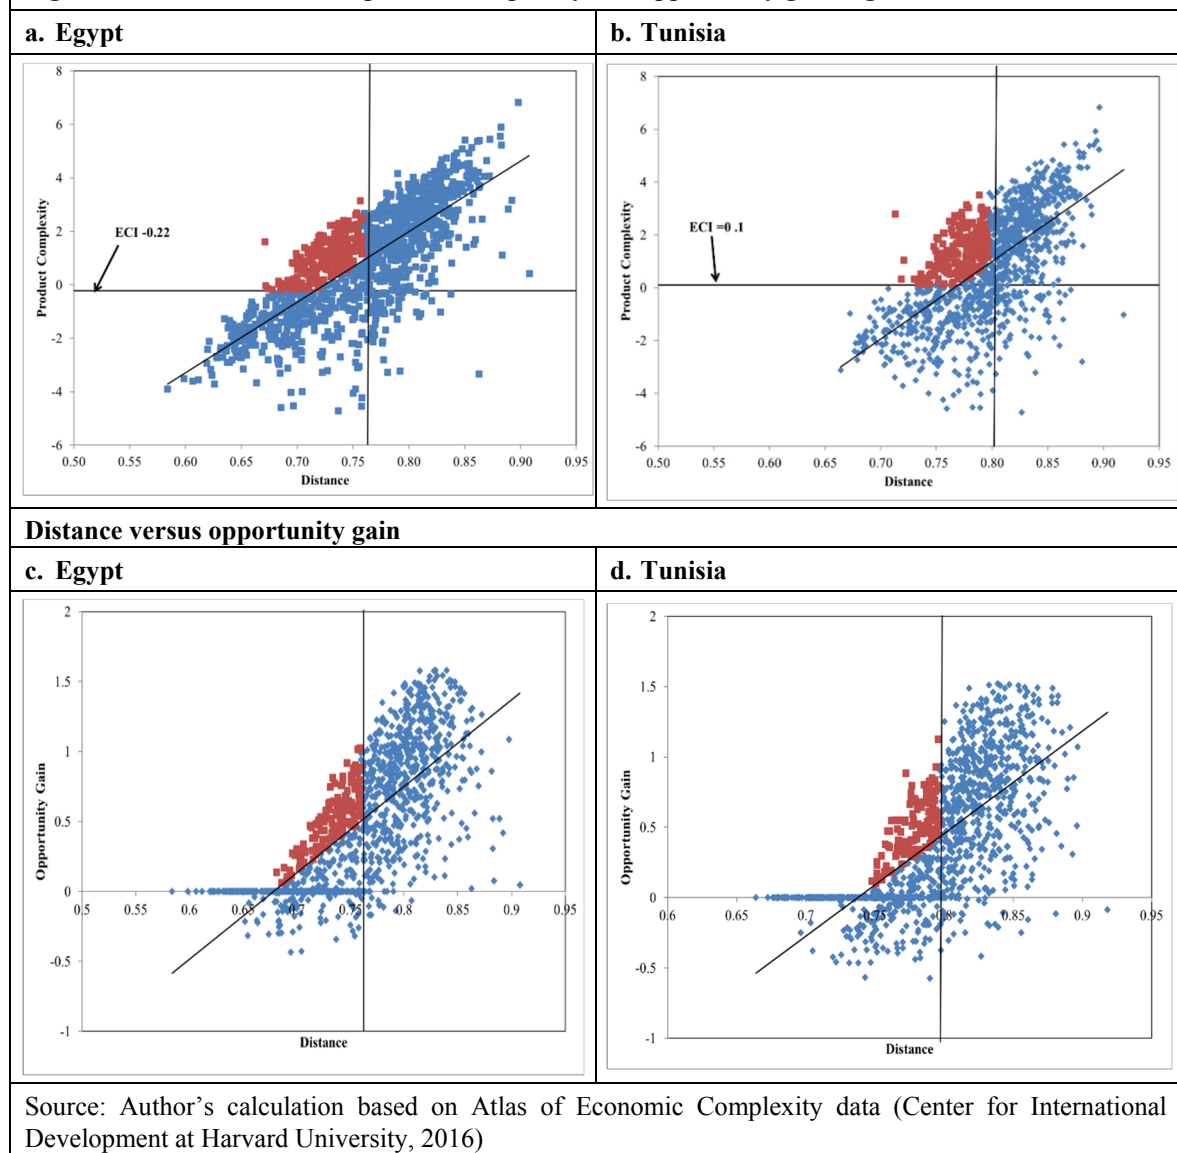 a. Egypt
b. Tunisia
8
6
4
2
0
-2
-4
-6
Product Complexity
ECI -0.22
0.50 0.55 0.60 0.65 0.70 0.75 0.80 0.85 0.90 0.95
Distance
8
6
4
2
0
-2
-4
-6
Product Complexity
ECI =0 .1
0.50 0.55 0.60 0.65 0.70 0.75 0.80 0.85 0.90 0.95
Distance
Distance versus opportunity gain
c. Egypt
d. Tunisia
2
1.5
1
0.5
0
-0.5
-1
Opportunity Gain
0.5 0.55 0.6 0.65 0.7 0.75 0.8 0.85 0.9 0.95
Distance
2
1.5
1
0.5
0
-0.5
-1
Opportunity Gain
0.6 0.65 0.7 0.75 0.8 0.85 0.9 0.95
Distance
Source: Author's calculation based on Atlas of Economic Complexity data (Center for International
Development at Harvard University, 2016)